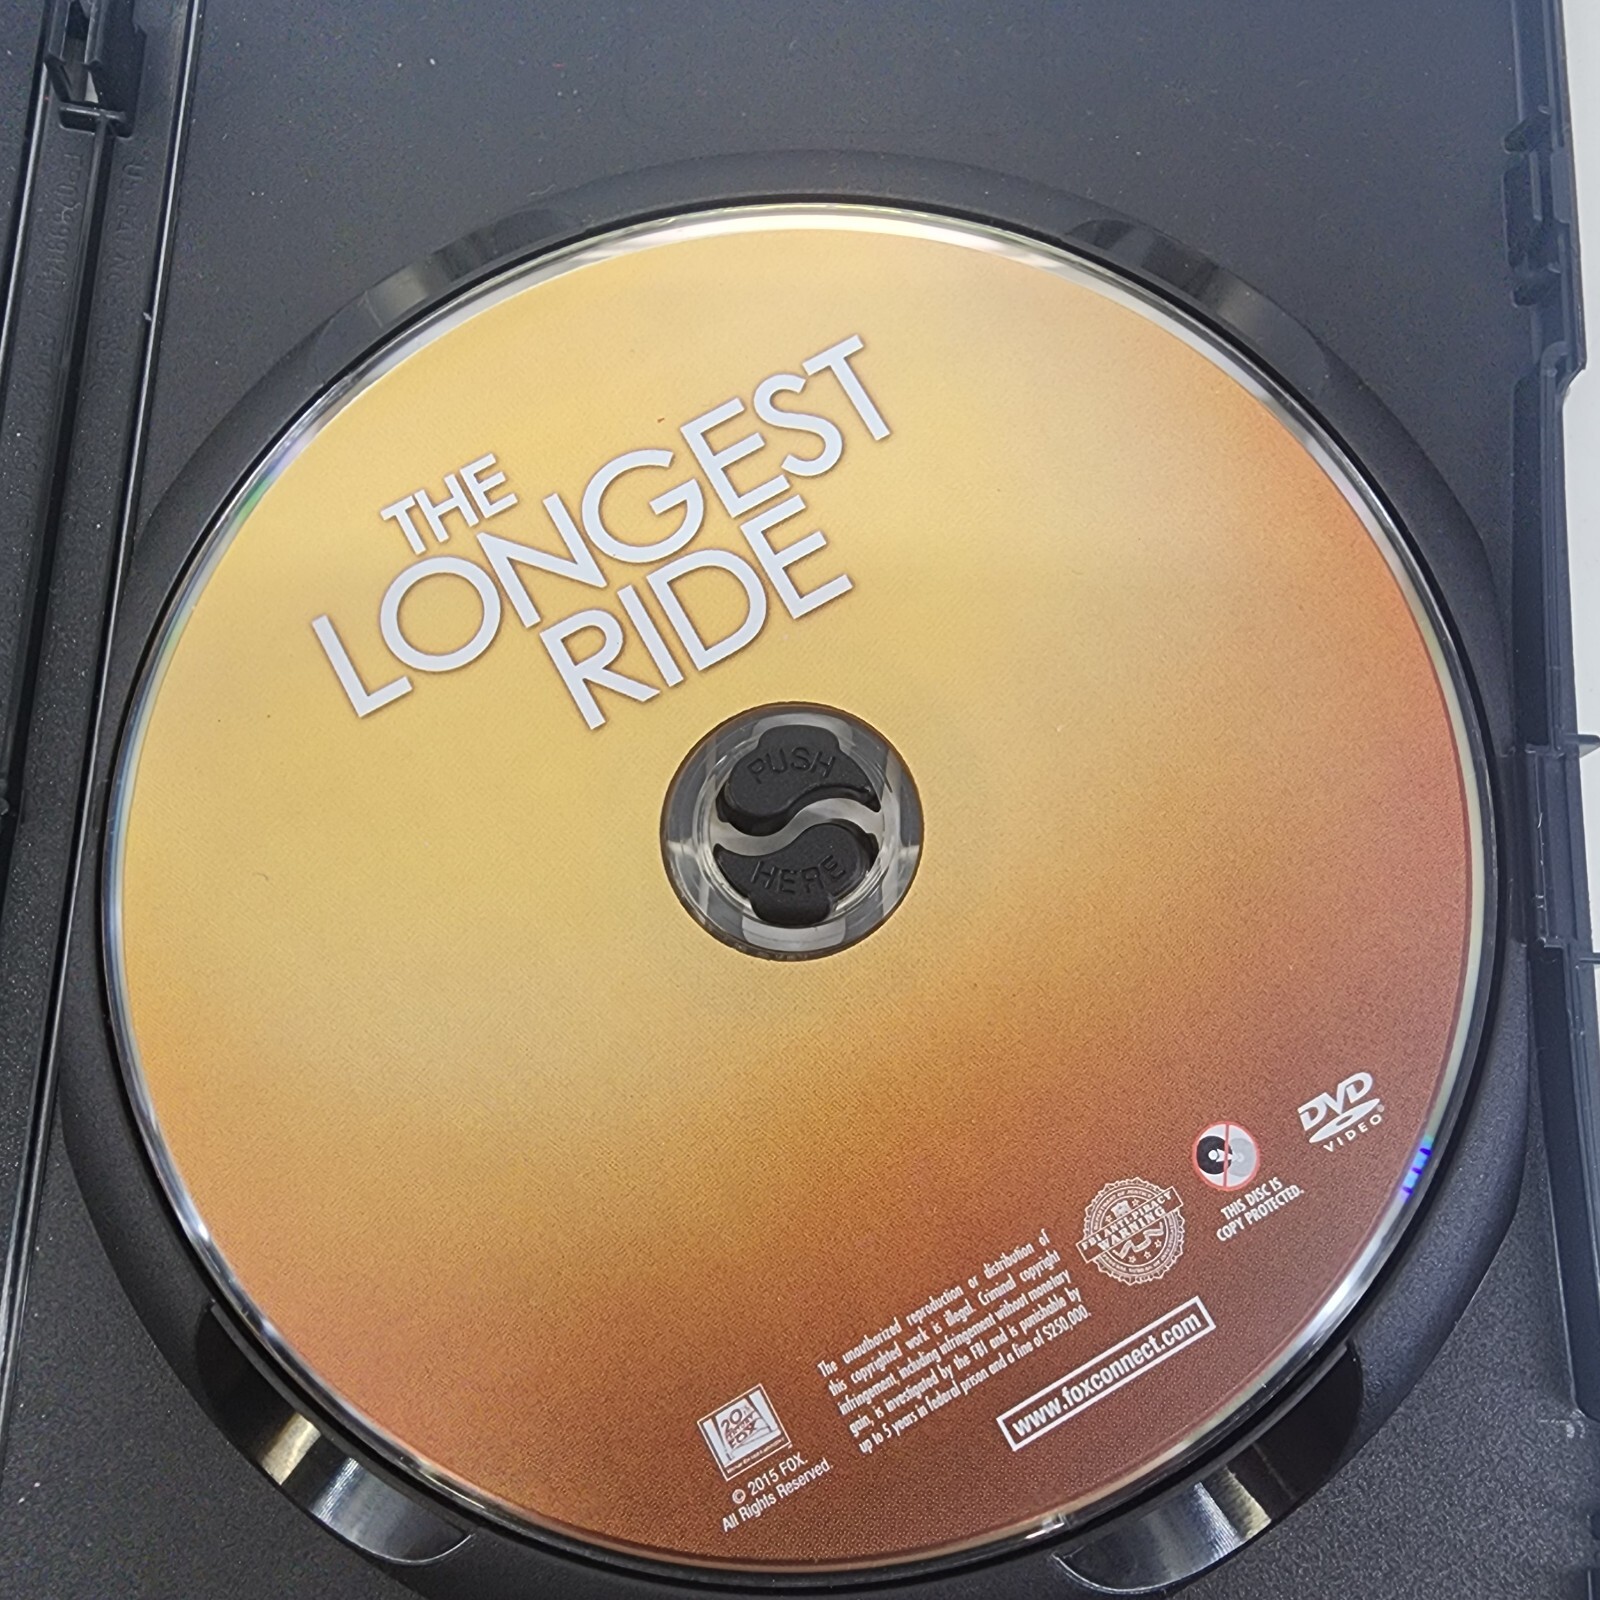 THE
LONGEST
RIDE
PUSH
HERE
DVD
VIDEO
THIS DISC IS
COPY PROTECTED.
FBI ANTI-PIRACY
WARNING
The unauthorized reproduction or distribution of
this copyrighted work is illegal. Criminal copyright
infringement, including infringement without monetary
gain, is investigated by the FBI and is punishable by
up to 5 years in federal prison and a fine of $250,000.
www.foxconnect.com
20th
CENTURY
FOX
© 2015 FOX.
All Rights Reserved.